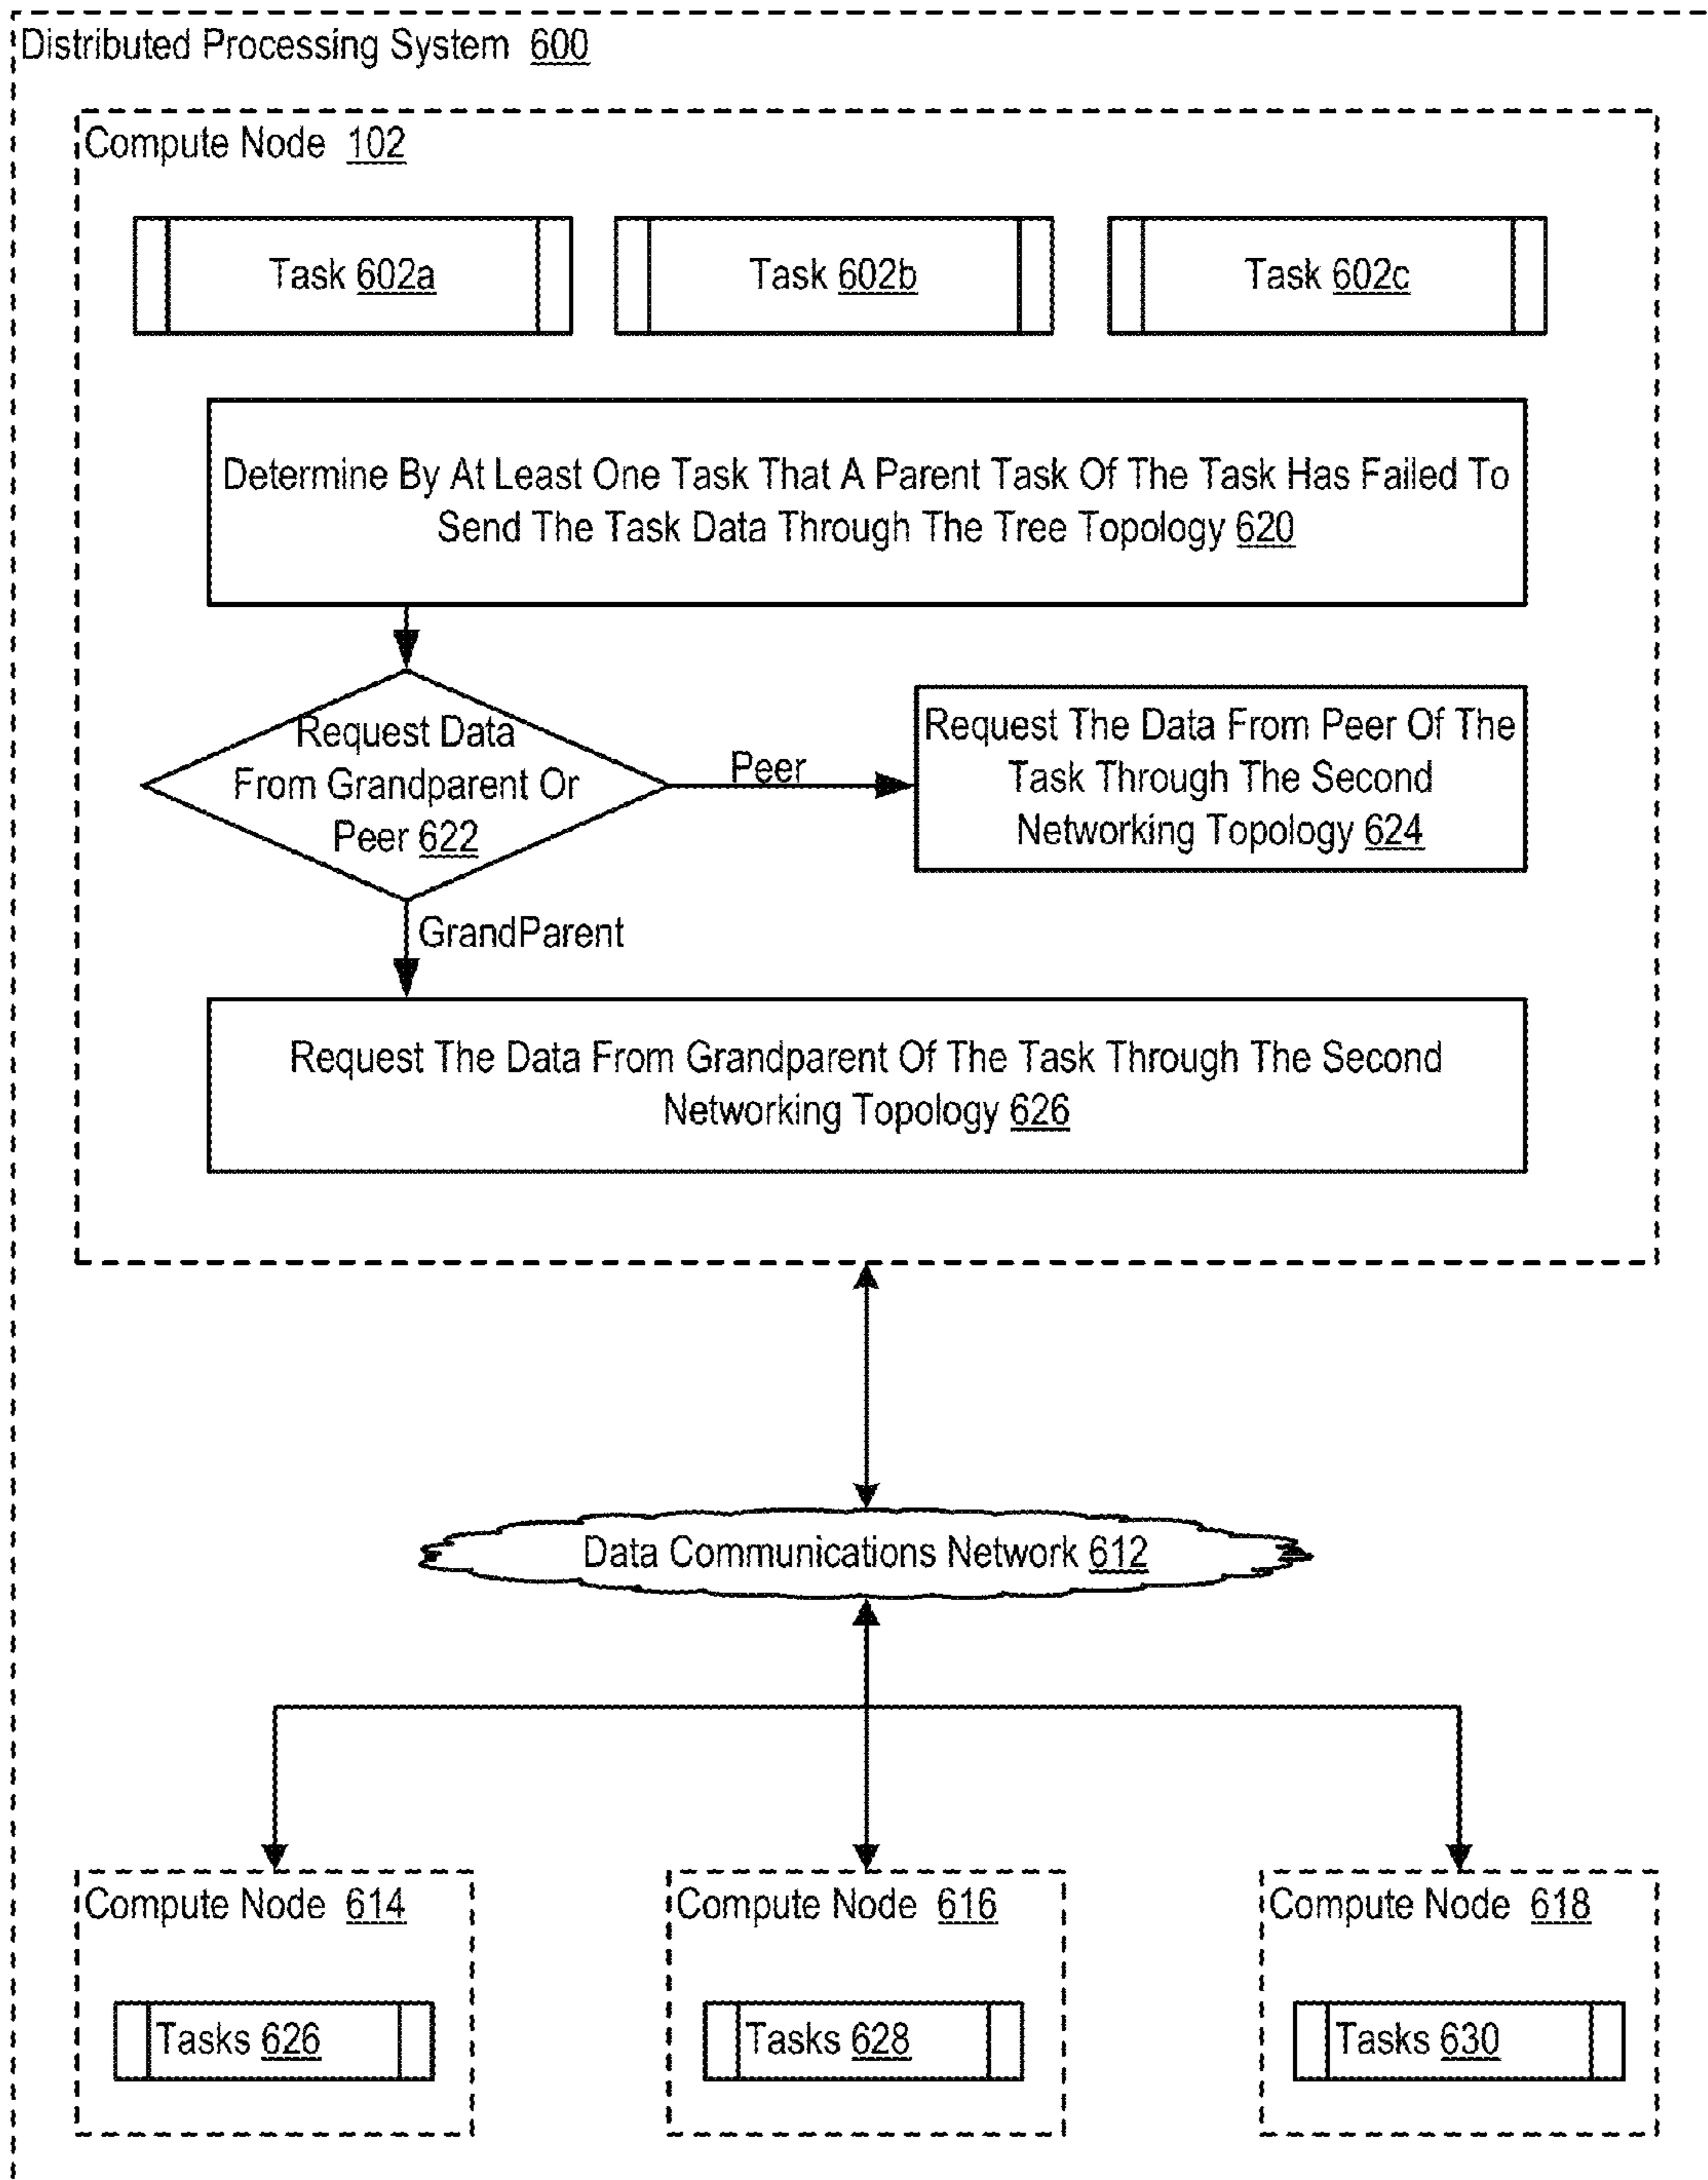 Distributed Processing System 600
Compute Node 102
Task 602a
Task 602b
Task 602c
Determine By At Least One Task That A Parent Task Of The Task Has Failed To
Send The Task Data Through The Tree Topology 620
Request Data
From Grandparent Or
Peer 622
Peer
Request The Data From Peer Of The
Task Through The Second
Networking Topology 624
GrandParent
Request The Data From Grandparent Of The Task Through The Second
Networking Topology 626
Data Communications Network 612
Compute Node 614
Tasks 626
Compute Node 616
Tasks 628
Compute Node 618
Tasks 630